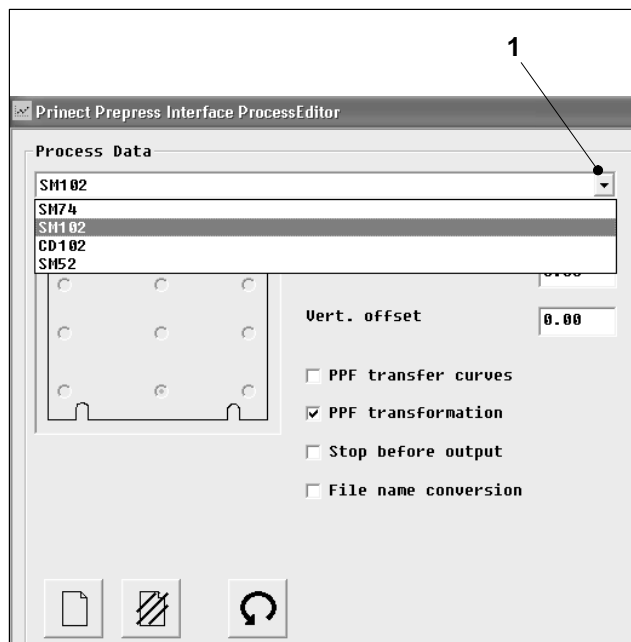 1
Prinect Prepress Interface ProcessEditor
Process Data
SM102
SM74
SM102
CD102
SM52
Vert. offset
0.00
PPF transfer curves
PPF transformation
Stop before output
File name conversion